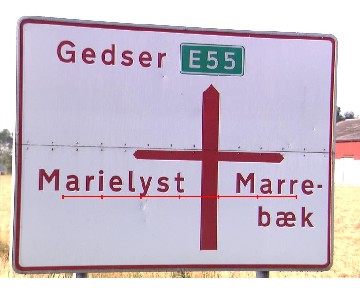 Gedser E55
Marielyst Marre-
bæk